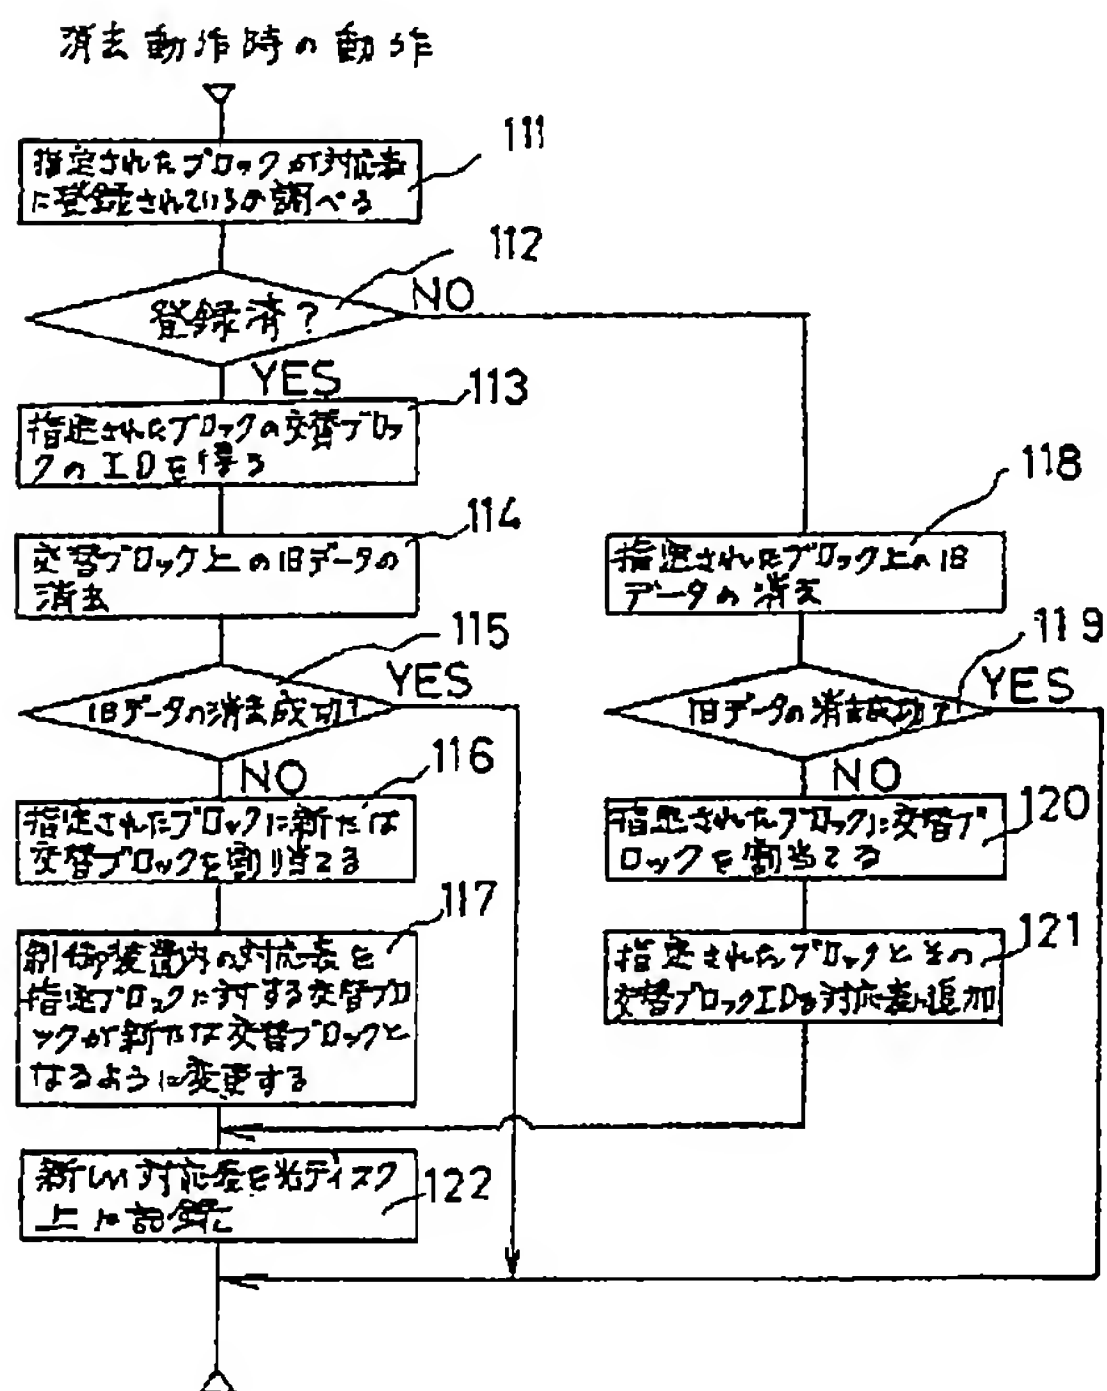 消去動作時の動作
111
指定されたブロックが対応表
に登録されているか調べる
112
登録済?
NO
YES
113
指定されたブロックの交替ブロッ
クのIDを得る
114
交替ブロック上の旧データの
消去
115
旧データの消去成功?
YES
NO
116
指定されたブロックに新たな
交替ブロックを割り当てる
117
制御装置内の対応表を
指定ブロックに対する交替ブロ
ックが新たな交替ブロックと
なるように変更する
118
指定されたブロック上の旧
データの消去
119
旧データの消去成功?
YES
NO
120
指定されたブロックに交替ブ
ロックを割当てる
121
指定されたブロックとその
交替ブロックIDを対応表に追加
新しい対応表を光ディスク
上に記録
122